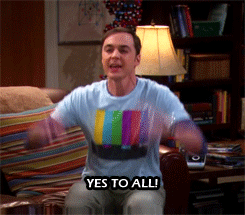 YES TO ALL!